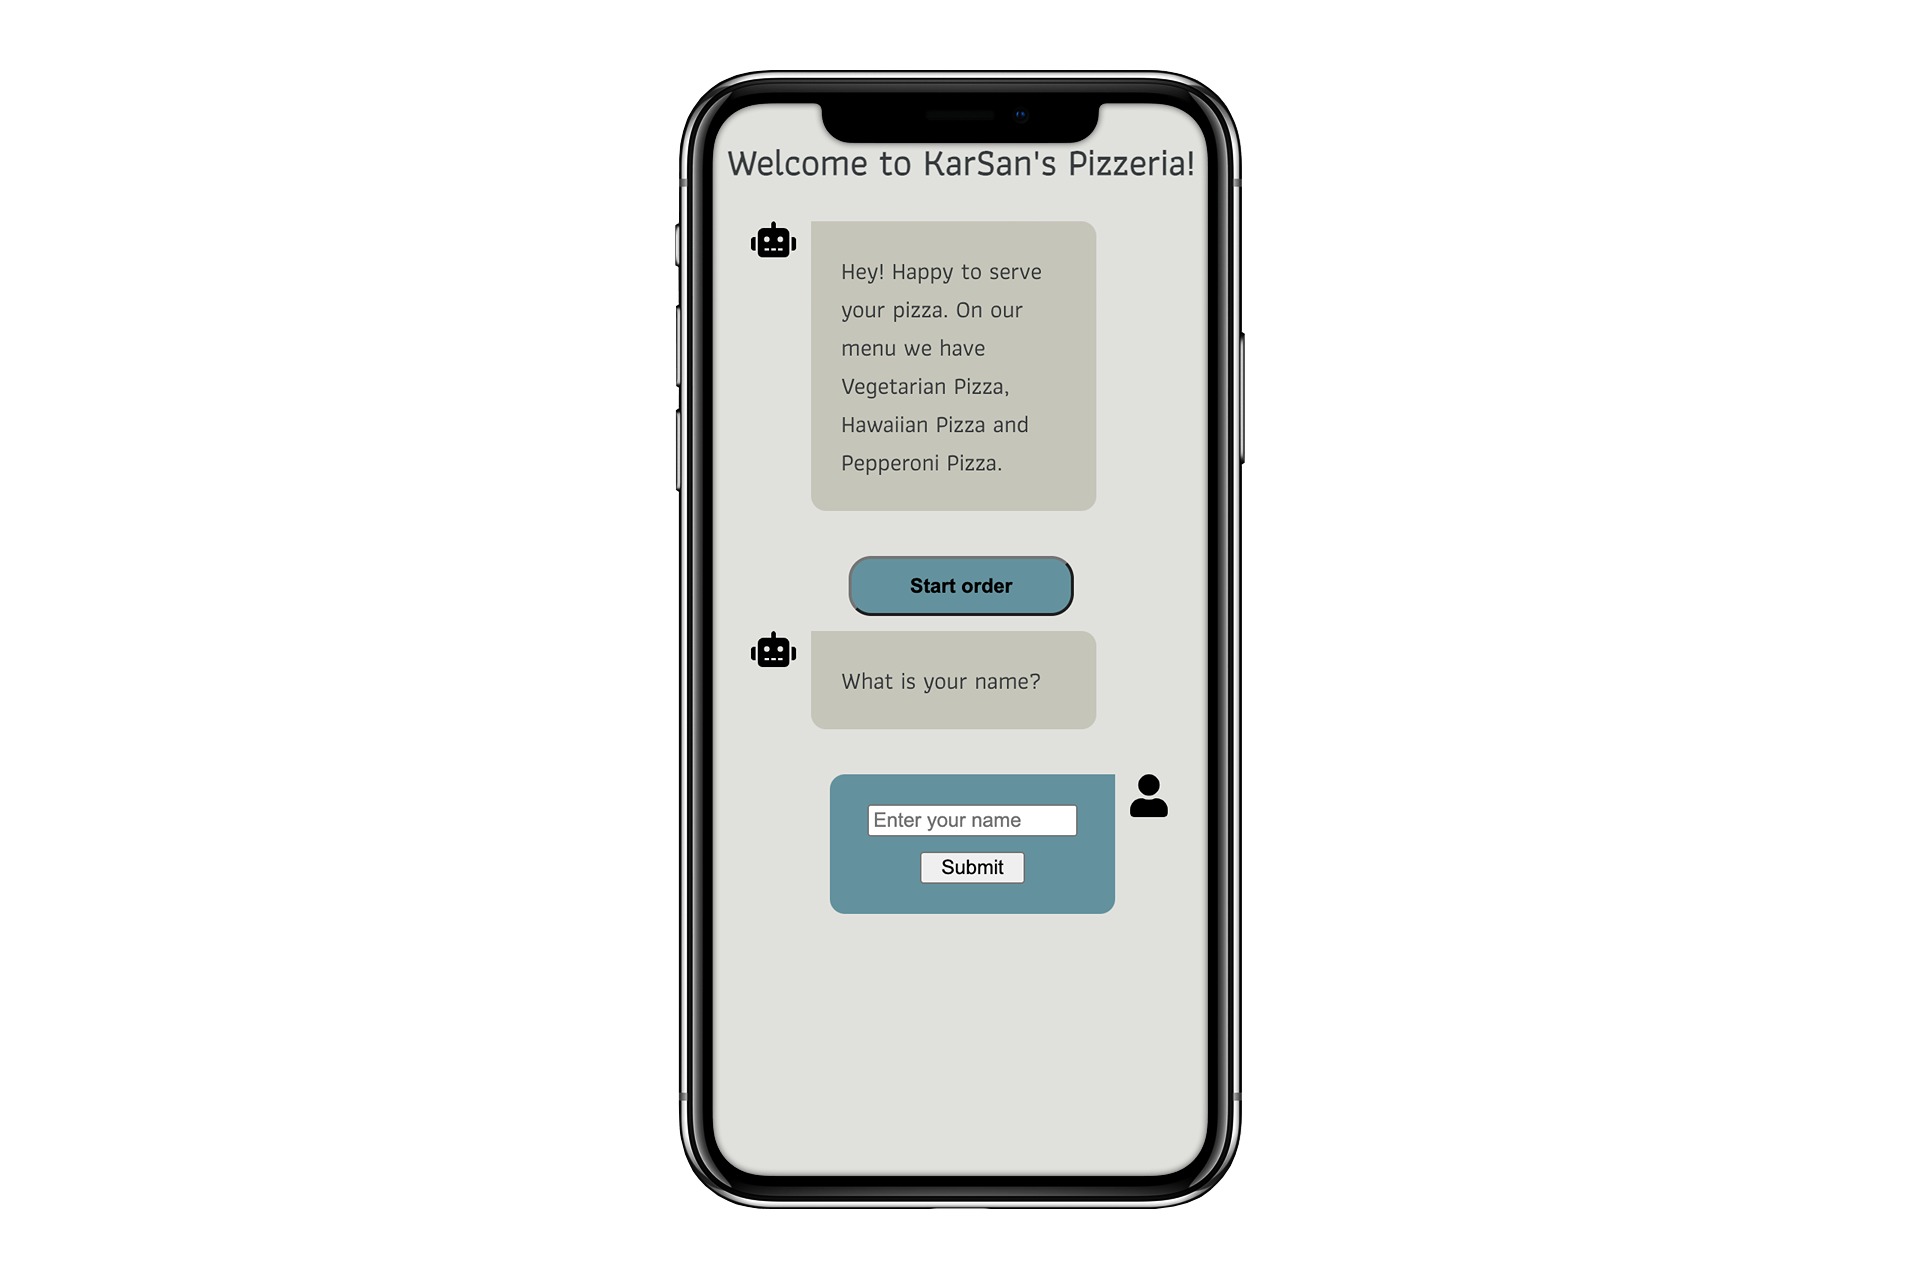 Welcome to KarSan's Pizzeria!
Hey! Happy to serve
your pizza. On our
menu we have
Vegetarian Pizza,
Hawaiian Pizza and
Pepperoni Pizza.
Start order
What is your name?
Enter your name
Submit